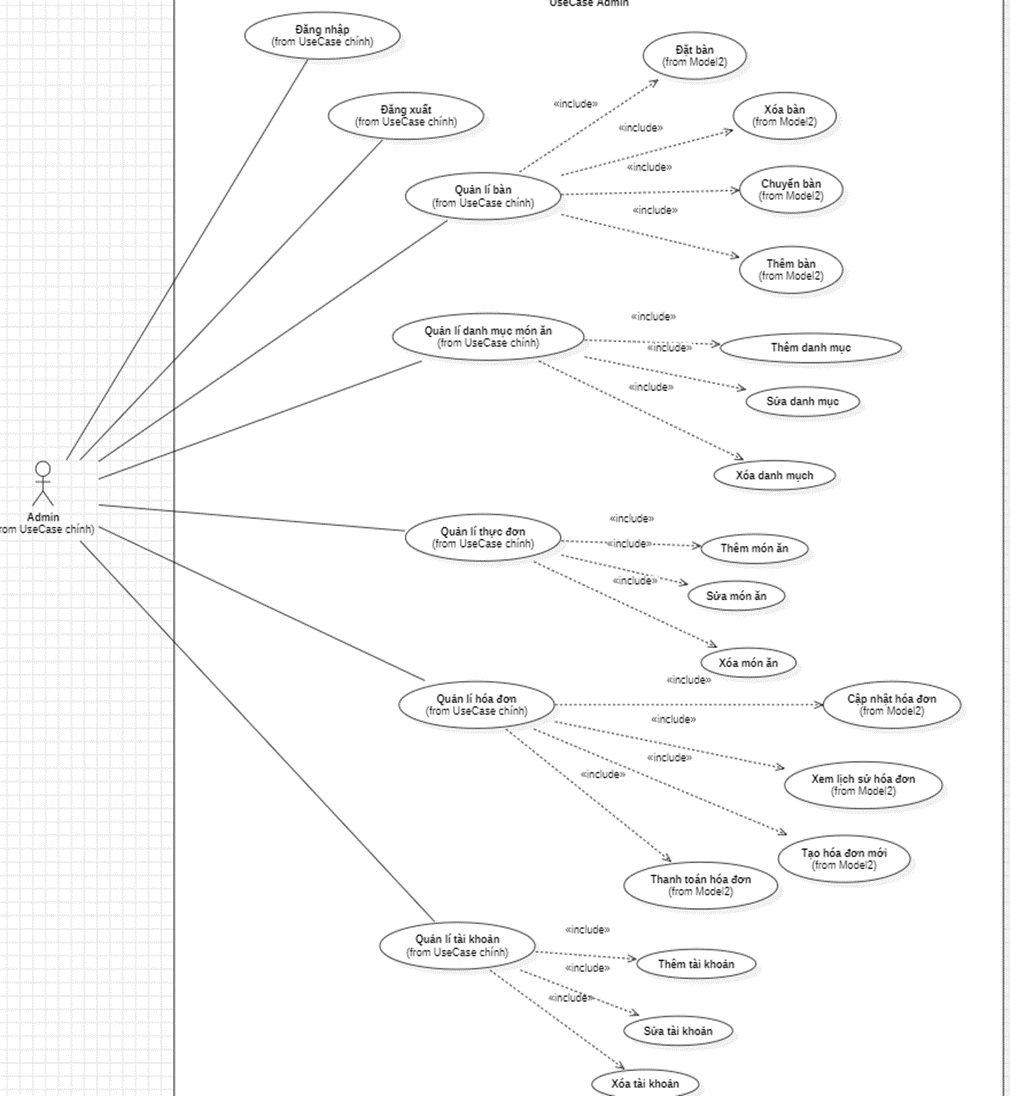 UseCase Admin
Đăng nhập
(from UseCase chính)
Đăng xuất
(from UseCase chính)
Đặt bàn
(from Model2)
«include»
Xóa bàn
(from Model2)
«include»
«include»
Chuyển bàn
(from Model2)
Quản lí bàn
(from UseCase chính)
«include»
Thêm bàn
(from Model2)
Quản lí danh mục món ăn
(from UseCase chính)
«include»
Thêm danh mục
«include»
«include»
Sửa danh mục
Xóa danh mụch
Admin
rom UseCase chính)
Quản lí thực đơn
(from UseCase chính)
«include»
«include»
Thêm món ăn
«include»
Sửa món ăn
Xóa món ăn
«include»
Quản lí hóa đơn
(from UseCase chính)
Cập nhật hóa đơn
(from Model2)
«include»
«include»
«include»
Xem lịch sử hóa đơn
(from Model2)
Tạo hóa đơn mới
(from Model2)
Thanh toán hóa đơn
(from Model2)
Quản lí tài khoản
(from UseCase chính)
«include»
Thêm tài khoản
«include»
«include»
Sửa tài khoản
Xóa tài khoản